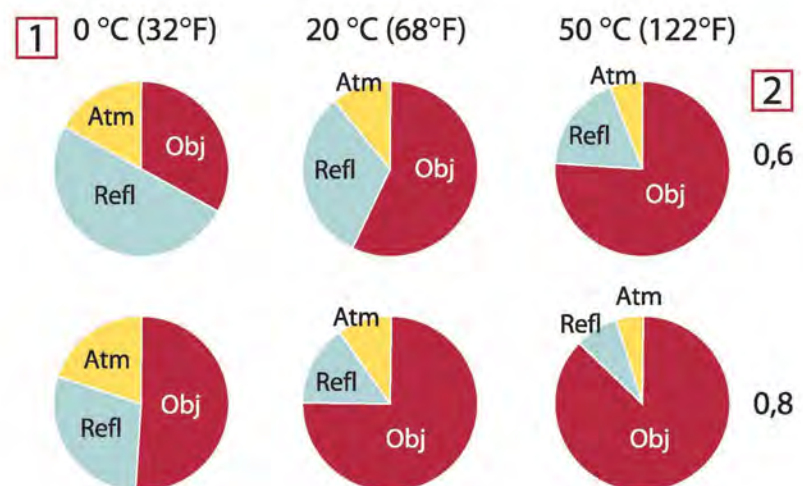 1 0 °C (32°F) 20 °C (68°F) 50 °C (122°F)
2
Atm Obj Refl
Atm Refl Obj
Atm Refl Obj
0,6
Atm Obj Refl
Atm Refl Obj
Atm Refl Obj
0,8